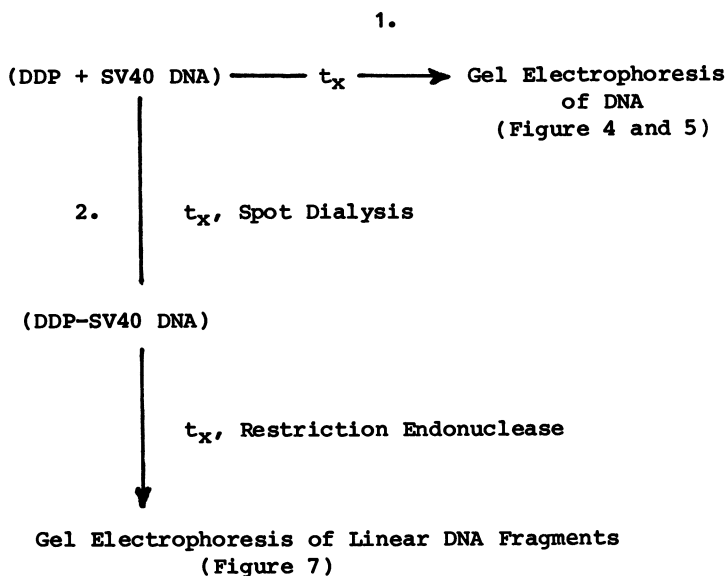 1.
(DDP + SV40 DNA) tx Gel Electrophoresis
of DNA
(Figure 4 and 5)
2. tx, Spot Dialysis
(DDP-SV40 DNA)
tx, Restriction Endonuclease
Gel Electrophoresis of Linear DNA Fragments
(Figure 7)